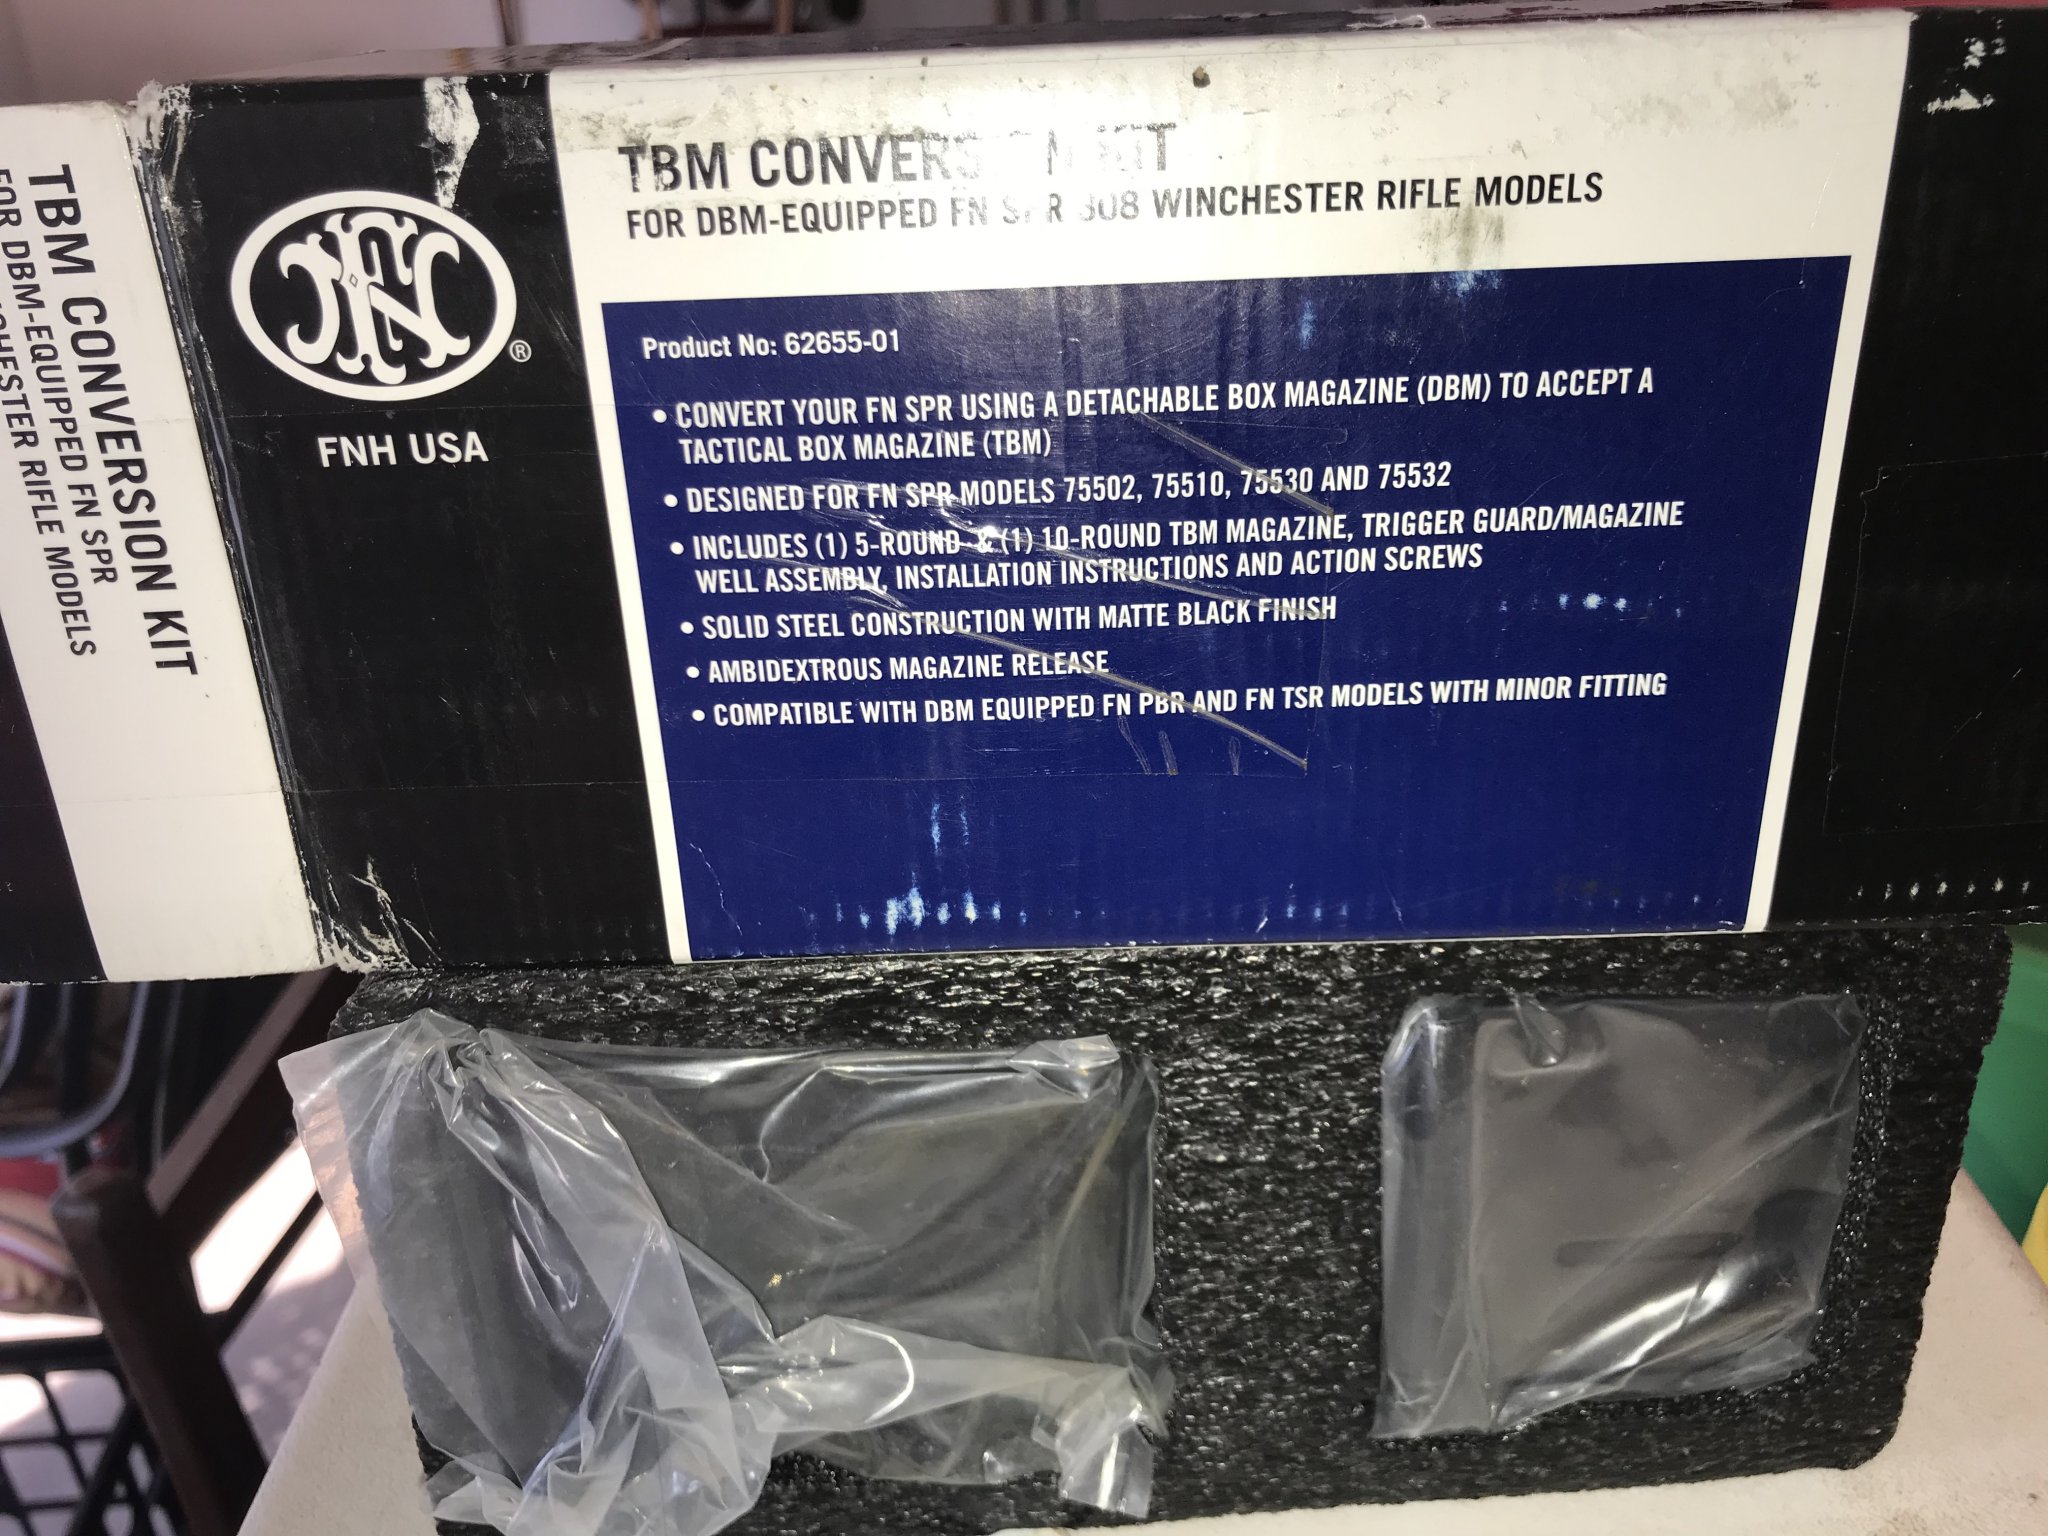 TBM CONVERSION KIT
FOR DBM-EQUIPPED FN SPR
RIFLE MODELS
FN
®
FNH USA
TBM CONVERS N KIT
FOR DBM-EQUIPPED FN SPR 308 WINCHESTER RIFLE MODELS
Product No: 62655-01
• CONVERT YOUR FN SPR USING A DETACHABLE BOX MAGAZINE (DBM) TO ACCEPT A
TACTICAL BOX MAGAZINE (TBM)
• DESIGNED FOR FN SPR MODELS 75502, 75510, 75530 AND 75532
• INCLUDES (1) 5-ROUND & (1) 10-ROUND TBM MAGAZINE, TRIGGER GUARD/MAGAZINE
WELL ASSEMBLY, INSTALLATION INSTRUCTIONS AND ACTION SCREWS
• SOLID STEEL CONSTRUCTION WITH MATTE BLACK FINISH
• AMBIDEXTROUS MAGAZINE RELEASE
• COMPATIBLE WITH DBM EQUIPPED FN PBR AND FN TSR MODELS WITH MINOR FITTING